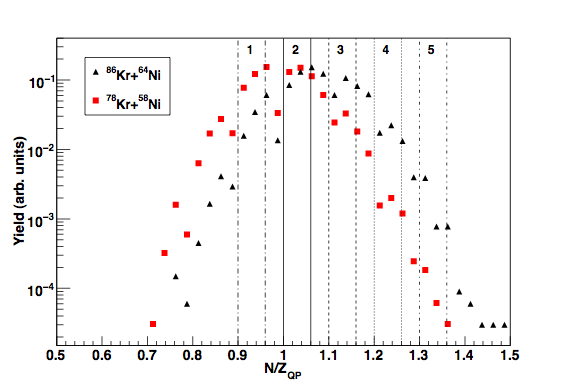 1 2 3 4 5
⁸⁶Kr+⁶⁴Ni
⁷⁸Kr+⁵⁸Ni
10⁻¹
10⁻²
10⁻³
10⁻⁴
Yield (arb. units)
0.5 0.6 0.7 0.8 0.9 1 1.1 1.2 1.3 1.4 1.5
N/Z_QP